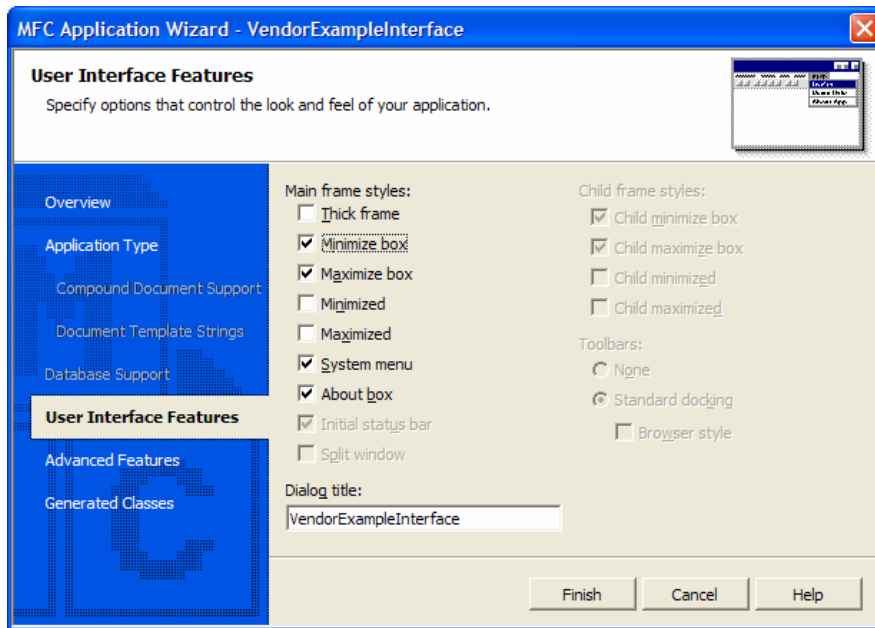 MFC Application Wizard - VendorExampleInterface
User Interface Features
Specify options that control the look and feel of your application.
Overview
Application Type
Compound Document Support
Document Template Strings
Database Support
User Interface Features
Advanced Features
Generated Classes
Main frame styles:
Thick frame
Minimize box
Maximize box
Minimized
Maximized
System menu
About box
Initial status bar
Split window
Dialog title:
VendorExampleInterface
Child frame styles:
Child minimize box
Child maximize box
Child minimized
Child maximized
Toolbars:
None
Standard docking
Browser style
Finish
Cancel
Help